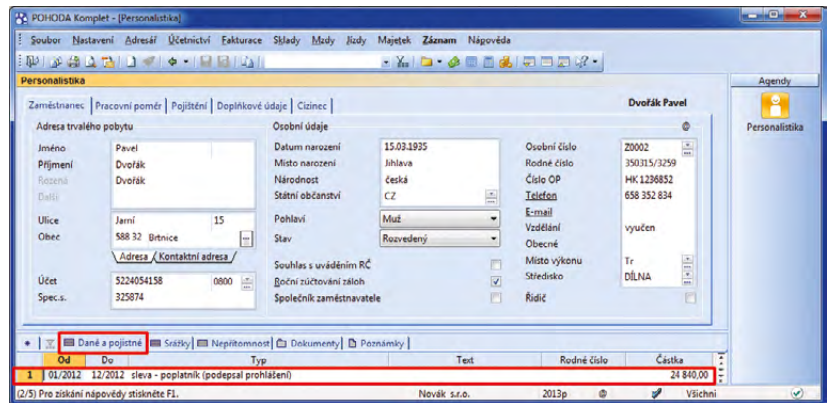 POHODA Komplet - [Personalistika]
Soubor Nastavení Adresář Účetnictví Fakturace Sklady Mzdy Jízdy Majetek Záznam Nápověda
Personalistika
Agendy
Personalistika
Zaměstnanec Pracovní poměr Pojištění Doplňkové údaje Cizinec Dvořák Pavel
Adresa trvalého pobytu
Jméno Pavel
Příjmení Dvořák
Rozená Dvořák
Další
Ulice Jarní 15
Obec 588 32 Brtnice
Adresa Kontaktní adresa
Účet 5224054158 0800
Spec.s. 325874
Osobní údaje
Datum narození 15.03.1935
Místo narození Jihlava
Národnost česká
Státní občanství CZ
Pohlaví Muž
Stav Rozvedený
Souhlas s uváděním RČ
Roční zúčtování záloh
Společník zaměstnavatele
Osobní číslo Z0002
Rodné číslo 350315/3259
Číslo OP HK 1236852
Telefon 658 352 834
E-mail
Vzdělání vyučen
Obecné
Místo výkonu Tr
Středisko DÍLNA
Řidič
Daně a pojistné Srážky Nepřítomnost Dokumenty Poznámky
Od Do Typ Text Rodné číslo Částka
1 01/2012 12/2012 sleva - poplatník (podepsal prohlášení) 24 840,00
(2/5) Pro získání nápovědy stiskněte F1. Novák s.r.o. 2013p @ Všichni